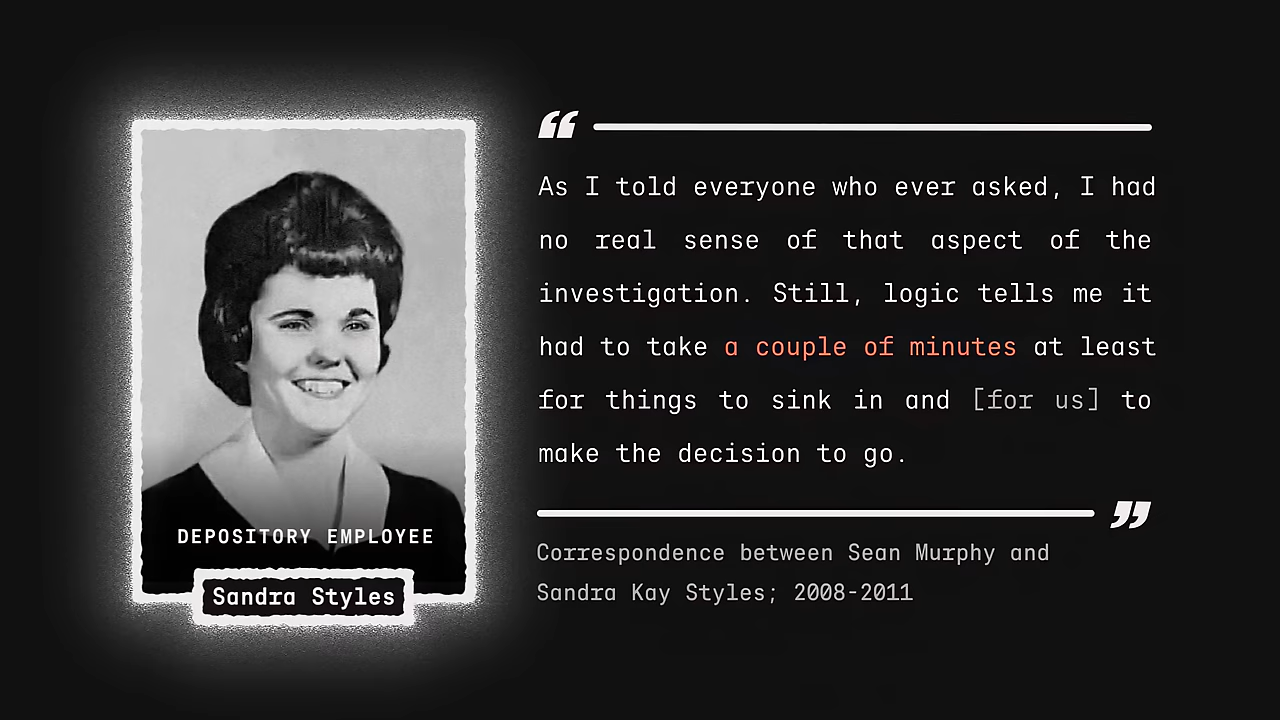 DEPOSITORY EMPLOYEE
Sandra Styles
“
As I told everyone who ever asked, I had
no real sense of that aspect of the
investigation. Still, logic tells me it
had to take a couple of minutes at least
for things to sink in and [for us] to
make the decision to go.
”
Correspondence between Sean Murphy and
Sandra Kay Styles; 2008-2011